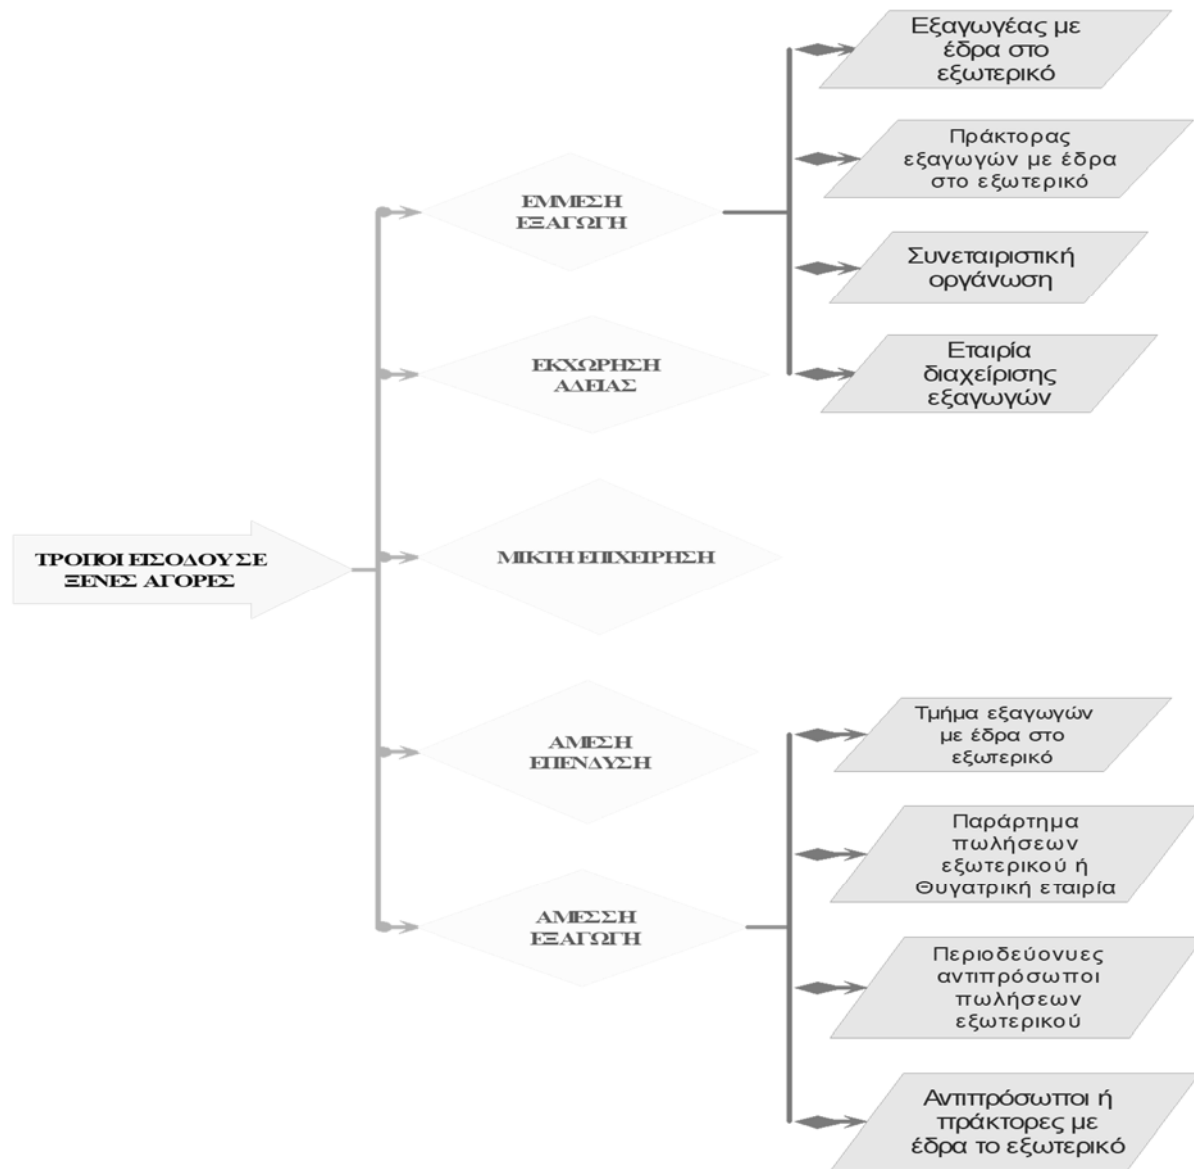 ΤΡΟΠΟΙ ΕΙΣΟΔΟΥ ΣΕ
ΞΕΝΕΣ ΑΓΟΡΕΣ
ΕΜΜΕΣΗ
ΕΞΑΓΩΓΗ
Εξαγωγέας με
έδρα στο
εξωτερικό
Πράκτορας
εξαγωγών με έδρα
στο εξωτερικό
Συνεταιριστική
οργάνωση
Εταιρία
διαχείρισης
εξαγωγών
ΕΚΧΩΡΗΣΗ
ΑΔΕΙΑΣ
ΜΙΚΤΗ ΕΠΙΧΕΙΡΗΣΗ
ΑΜΕΣΗ
ΕΠΕΝΔΥΣΗ
ΑΜΕΣΣΗ
ΕΞΑΓΩΓΗ
Τμήμα εξαγωγών
με έδρα στο
εξωτερικό
Παράρτημα
πωλήσεων
εξωτερικού ή
Θυγατρική εταιρία
Περιοδεύονυες
αντιπρόσωποι
πωλήσεων
εξωτερικού
Αντιπρόσωποι ή
πράκτορες με
έδρα το εξωτερικό